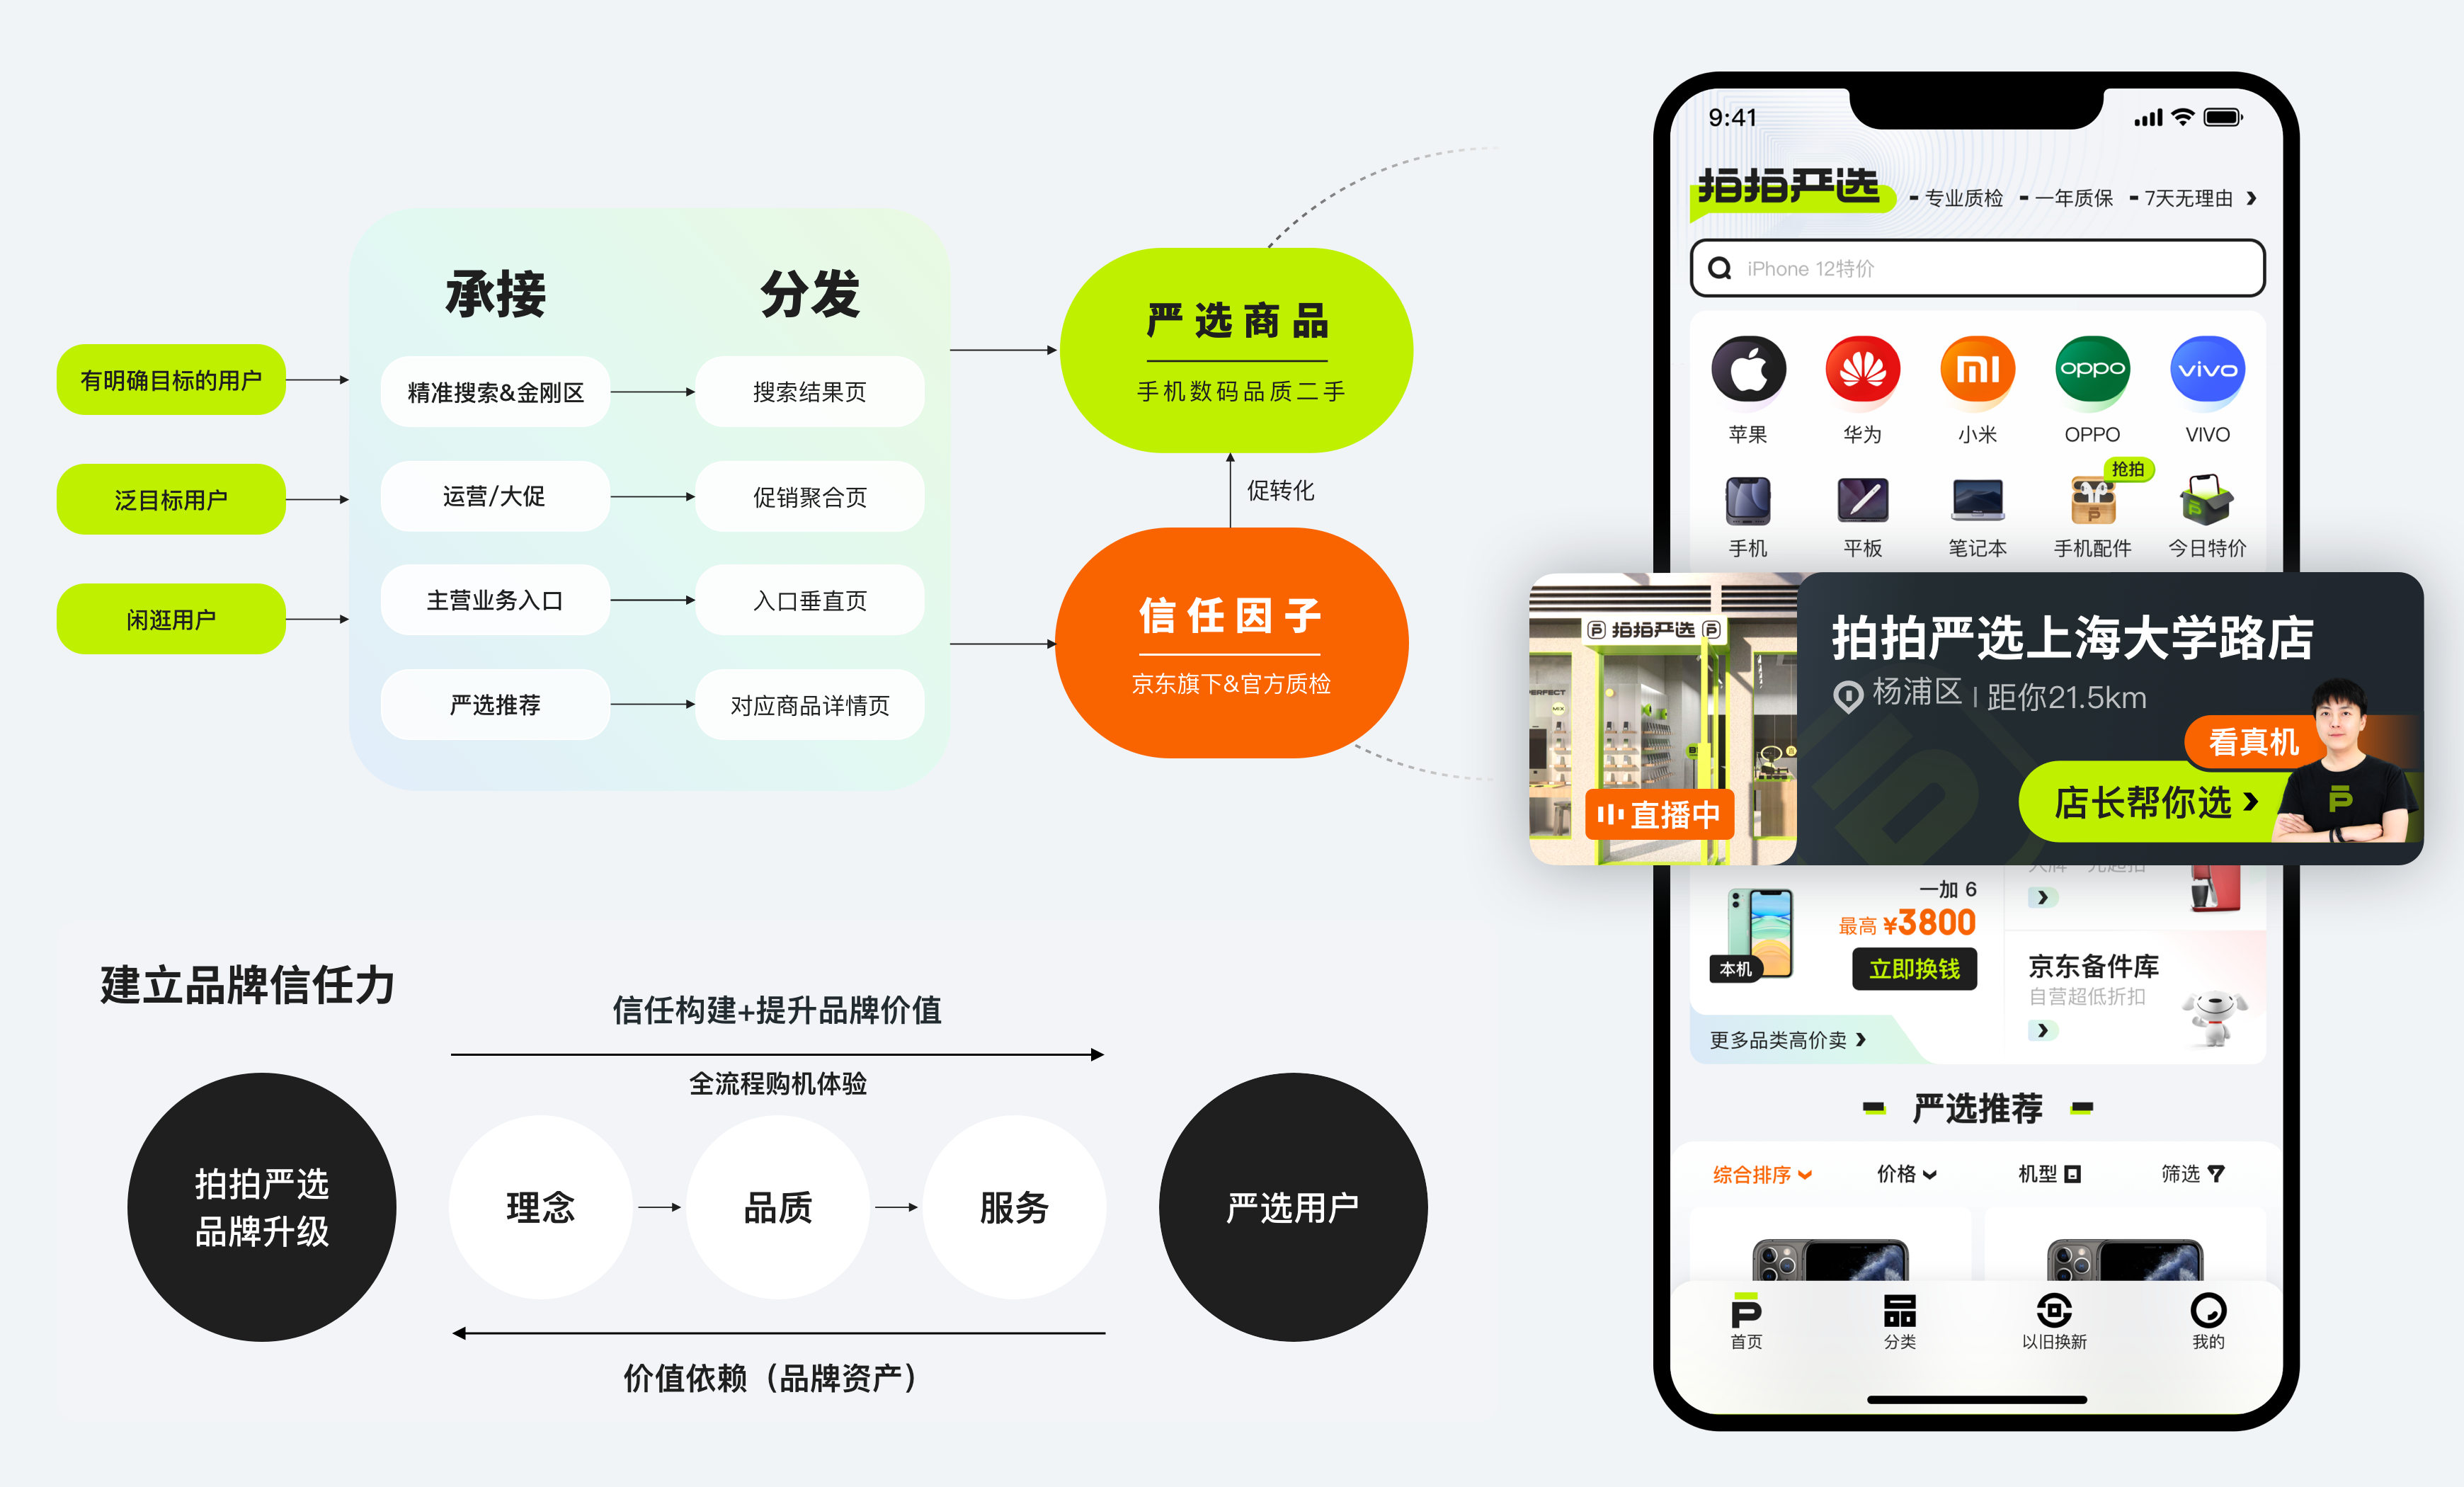 承接
分发
有明确目标的用户
泛目标用户
闲逛用户
精准搜索&金刚区
搜索结果页
运营/大促
促销聚合页
主营业务入口
入口垂直页
严选推荐
对应商品详情页
严选商品
手机数码品质二手
促转化
信任因子
京东旗下&官方质检
建立品牌信任力
信任构建+提升品牌价值
全流程购机体验
拍拍严选
品牌升级
理念
品质
服务
严选用户
价值依赖（品牌资产）
9:41
拍拍严选
专业质检
一年质保
7天无理由
iPhone 12特价
mi
oppo
vivo
苹果
华为
小米
OPPO
VIVO
抢拍
手机
平板
笔记本
手机配件
今日特价
拍拍严选
直播中
拍拍严选上海大学路店
杨浦区 | 距你21.5km
看真机
店长帮你选
一加 6
最高 ¥3800
本机
立即换钱
更多品类高价卖
京东备件库
自营超低折扣
严选推荐
综合排序
价格
机型
筛选
首页
分类
以旧换新
我的